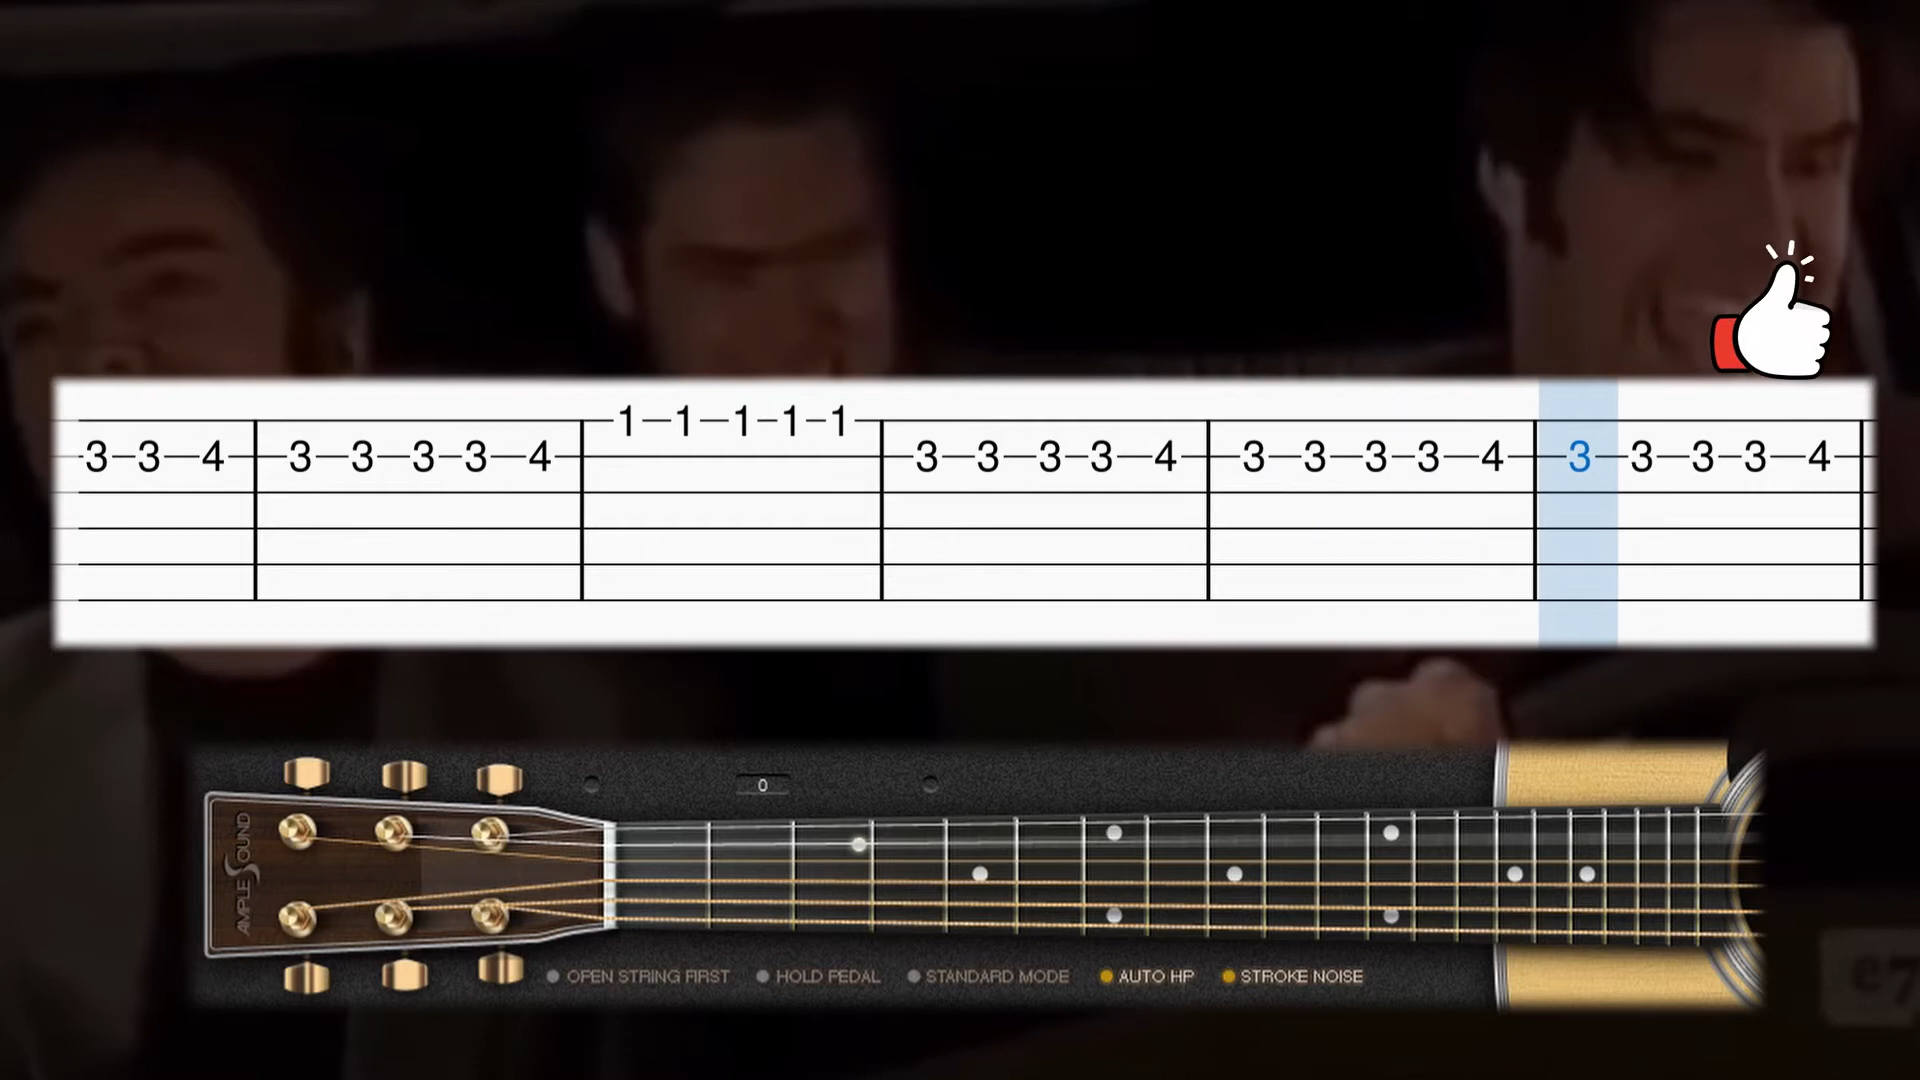 1 1 1 1 1
3 3 4 3 3 3 3 4 3 3 3 3 4 3 3 3 3 4 3 3 3 3 4
0
AMPLE SOUND
OPEN STRING FIRST HOLD PEDAL STANDARD MODE AUTO HP STROKE NOISE
e7